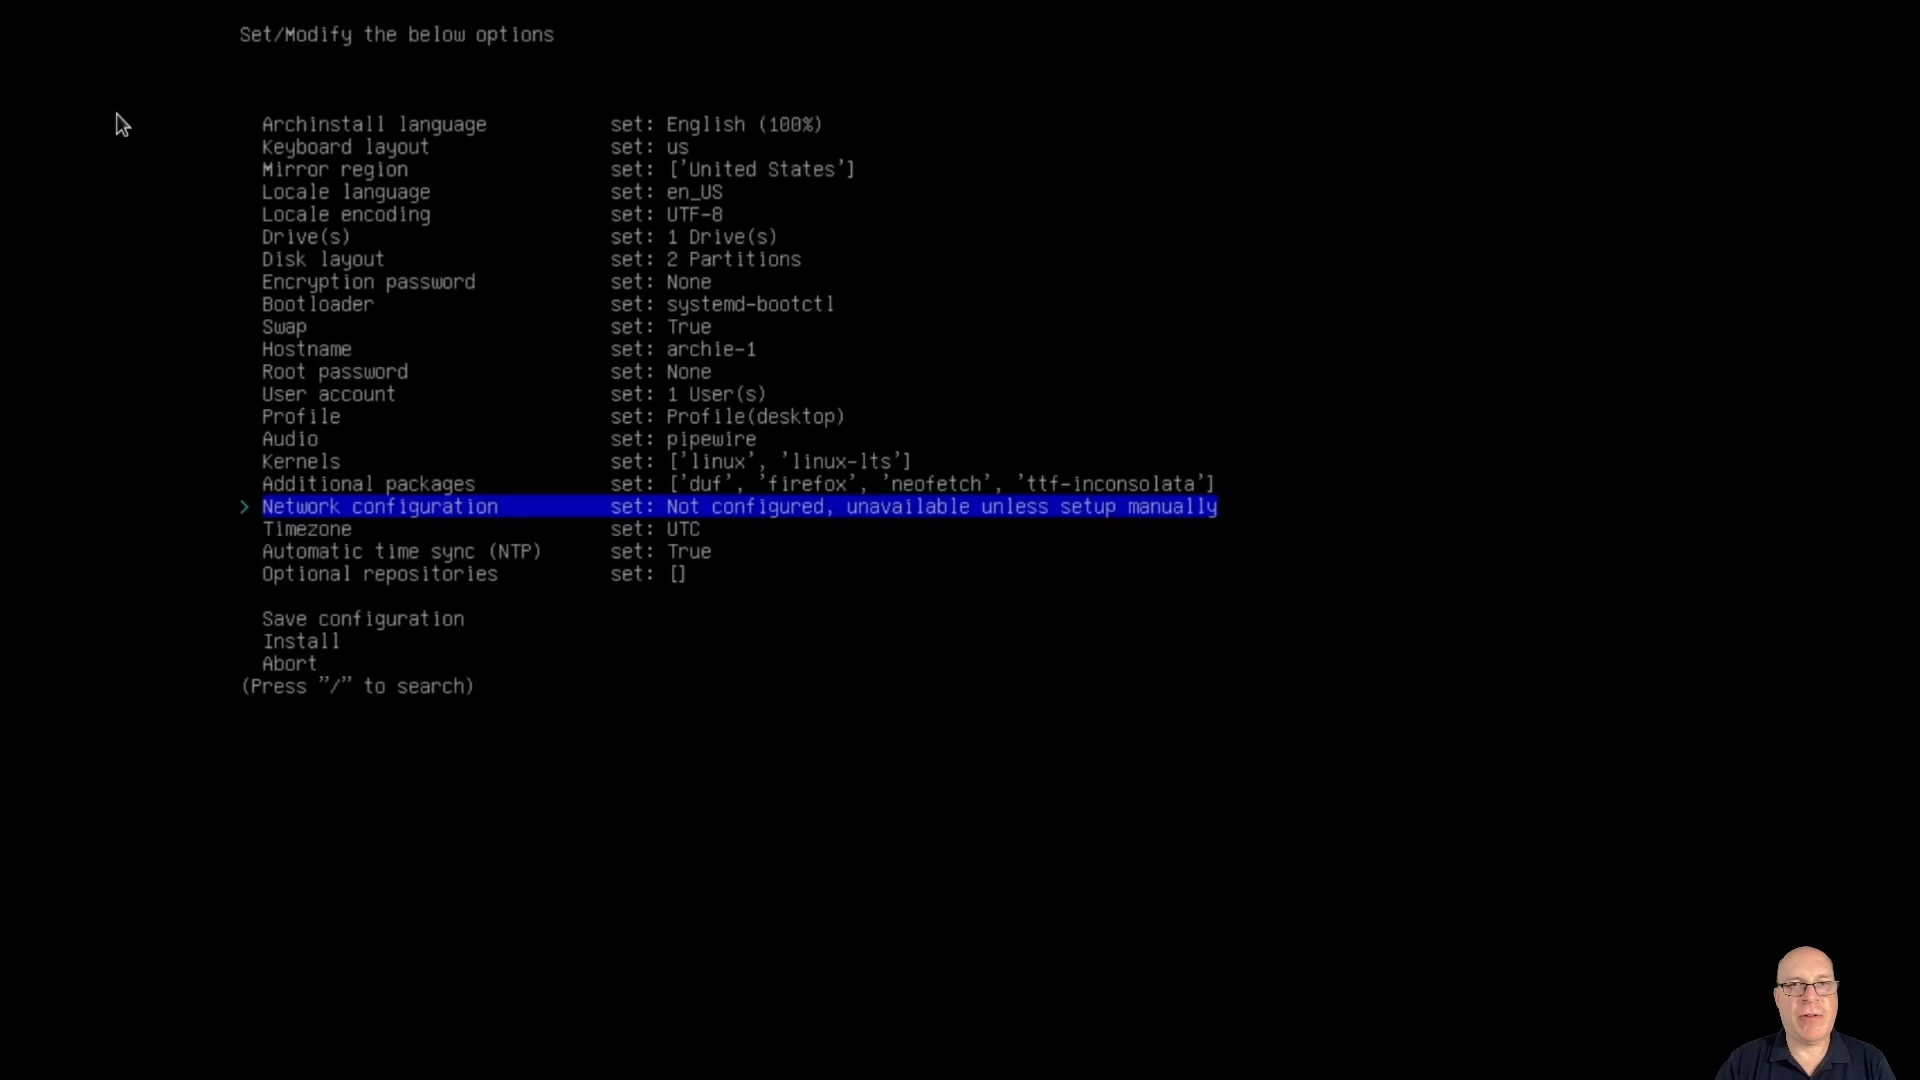 Set/Modify the below options
Archinstall language set: English (100%)
Keyboard layout set: us
Mirror region set: ['United States']
Locale language set: en_US
Locale encoding set: UTF-8
Drive(s) set: 1 Drive(s)
Disk layout set: 2 Partitions
Encryption password set: None
Bootloader set: systemd-bootctl
Swap set: True
Hostname set: archie-1
Root password set: None
User account set: 1 User(s)
Profile set: Profile(desktop)
Audio set: pipewire
Kernels set: ['linux', 'linux-lts']
Additional packages set: ['duf', 'firefox', 'neofetch', 'ttf-inconsolata']
> Network configuration set: Not configured, unavailable unless setup manually
Timezone set: UTC
Automatic time sync (NTP) set: True
Optional repositories set: []
Save configuration
Install
Abort
(Press "/" to search)